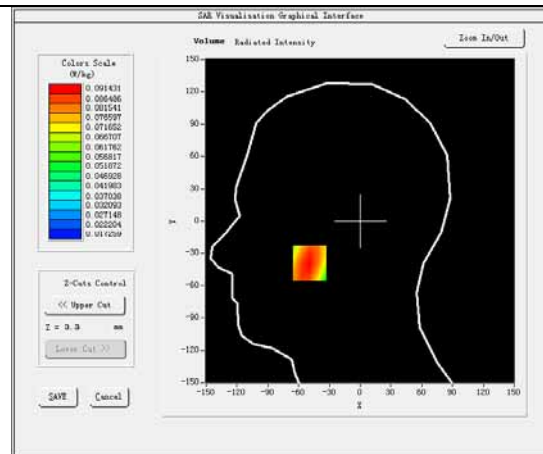 SAR Visualisation Graphical Interface
Volume Radiated Intensity
Zoom In/Out
Colors Scale
(W/kg)
0.091431
0.086486
0.081541
0.076597
0.071652
0.066707
0.061762
0.056817
0.051872
0.046928
0.041983
0.037038
0.032093
0.027148
0.022204
0.017259
Z-Cuts Control
<< Upper Cut
Z = 3.3 mm
Lower Cut >>
SAVE
Cancel
150
120
90
60
30
0
-30
-60
-90
-120
-150
Y
-150 -120 -90 -60 -30 0 30 60 90 120 150
X